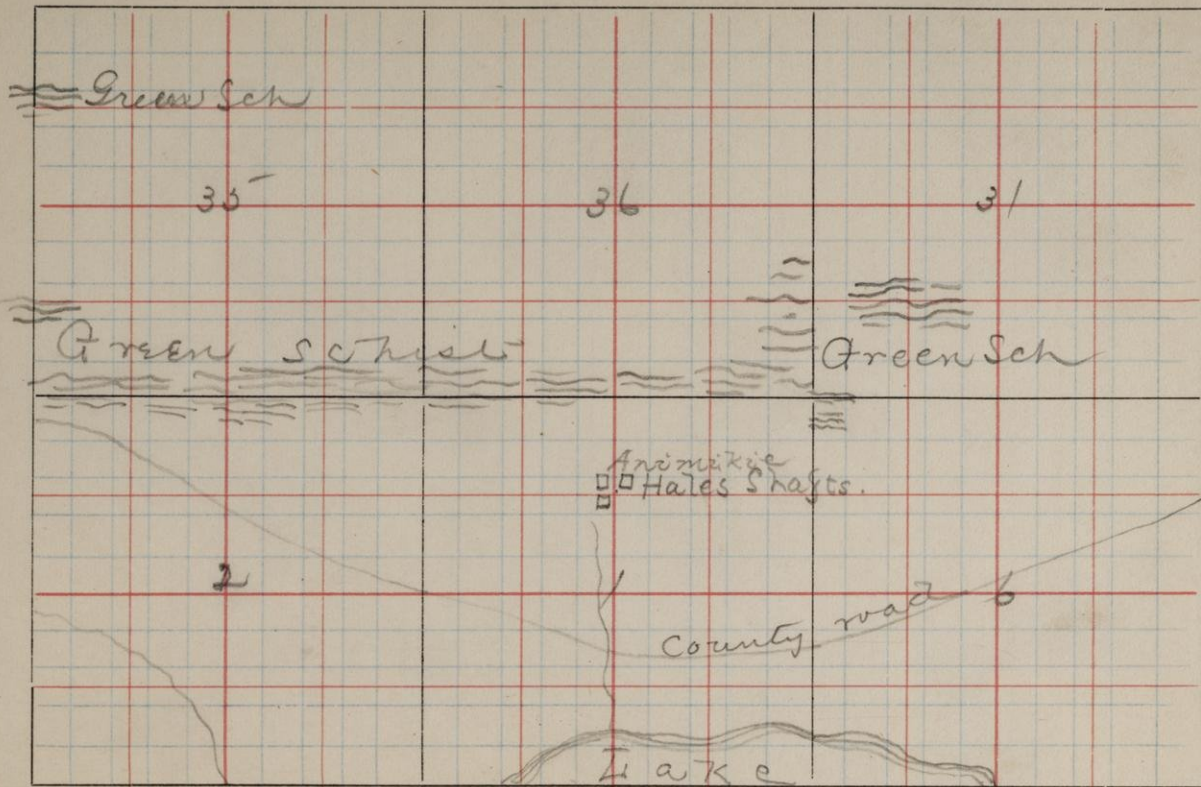 Green Sch
35
36
31
Green Schist
Green Sch
Animikie
Hales Shafts.
2
1
6
County road
Lake